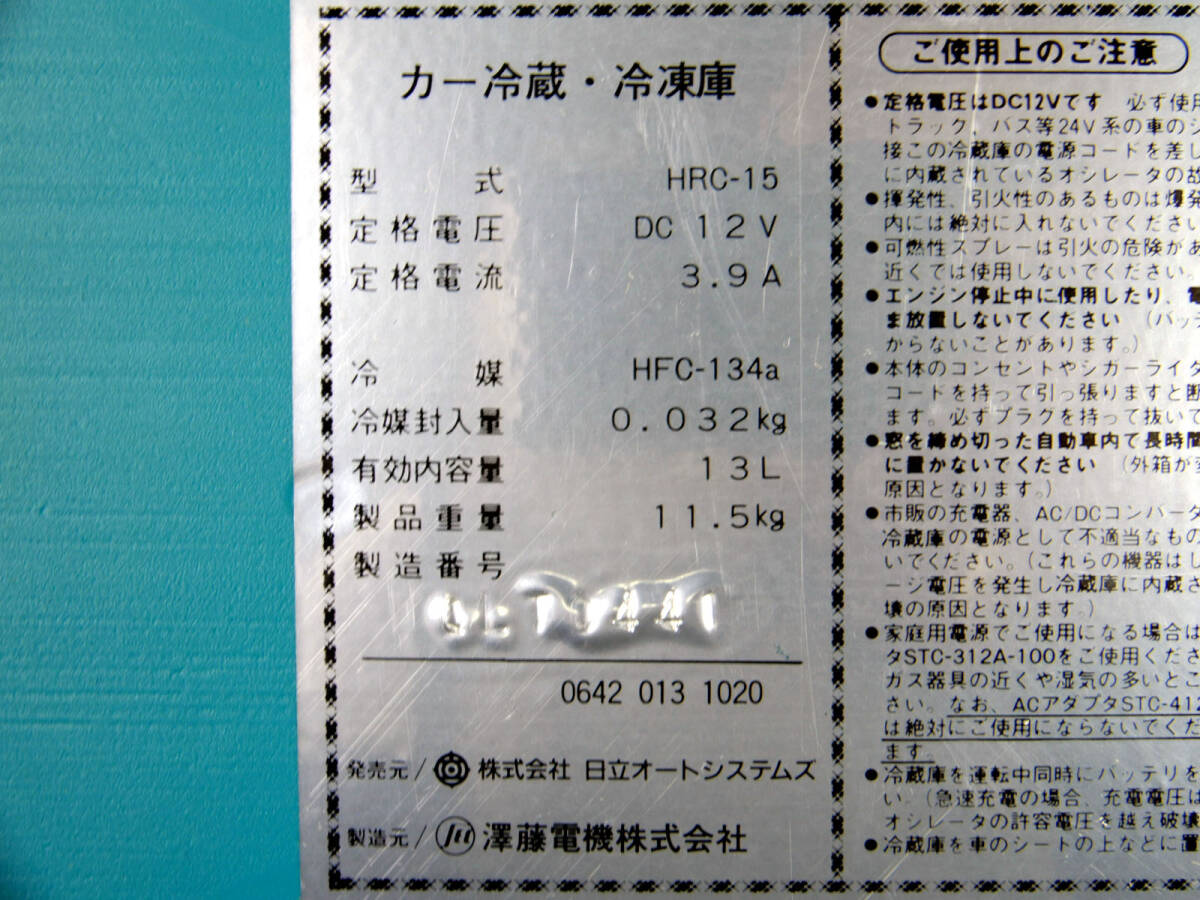 カー冷蔵・冷凍庫
型式 HRC-15
定格電圧 DC 12V
定格電流 3.9A
冷媒 HFC-134a
冷媒封入量 0.032kg
有効内容量 13L
製品重量 11.5kg
製造番号
0642 013 1020
発売元/ 株式会社 日立オートシステムズ
製造元/ 澤藤電機株式会社
ご使用上のご注意
●定格電圧はDC12Vです 必ず使用
トラック、バス等24V系の車のシ
接この冷蔵庫の電源コードを差し
に内蔵されているオシレータの故
●揮発性、引火性のあるものは爆発
内には絶対に入れないでください
●可燃性スプレーは引火の危険があ
近くでは使用しないでください。
●エンジン停止中に使用したり、電
ま放置しないてください (バッテ
からないことがあります。)
●本体のコンセントやシガーライタ
コードを持って引っ張りますと断
ます。必ずプラグを持って抜いて
●窓を締め切った自動車内で長時間
に置かないてください (外箱が変
原因となります。)
●市販の充電器、AC/DCコンバータ
冷蔵庫の電源として不適当なもの
いてください。(これらの機器はし
ージ電圧を発生し冷蔵庫に内蔵さ
壊の原因となります。)
●家庭用電源でご使用になる場合は
タSTC-312A-100をご使用くださ
ガス器具の近くや湿気の多いとこ
さい。なお、ACアダプタSTC-412
は絶対にご使用にならないでくだ
ます。
●冷蔵庫を運転中同時にバッテリを
い。(急速充電の場合、充電電圧は
オシレータの許容電圧を越え破壊
●冷蔵庫を車のシートの上などに置